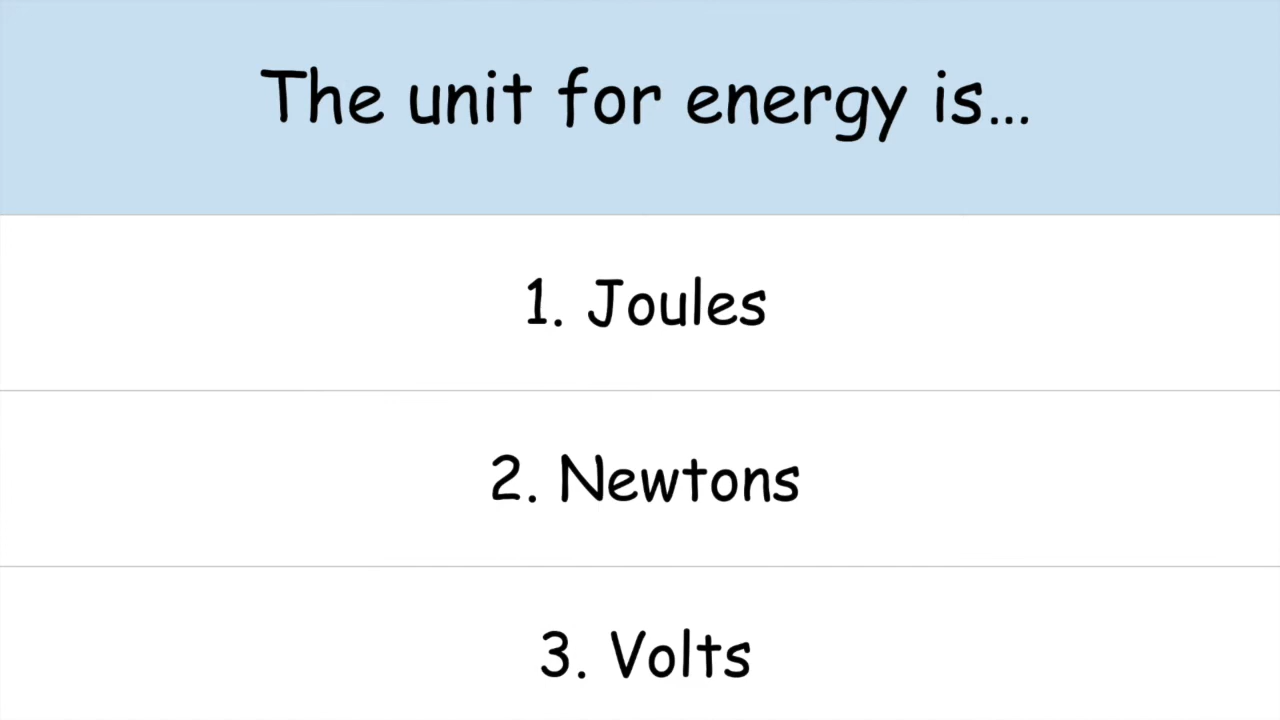 The unit for energy is...
1. Joules
2. Newtons
3. Volts